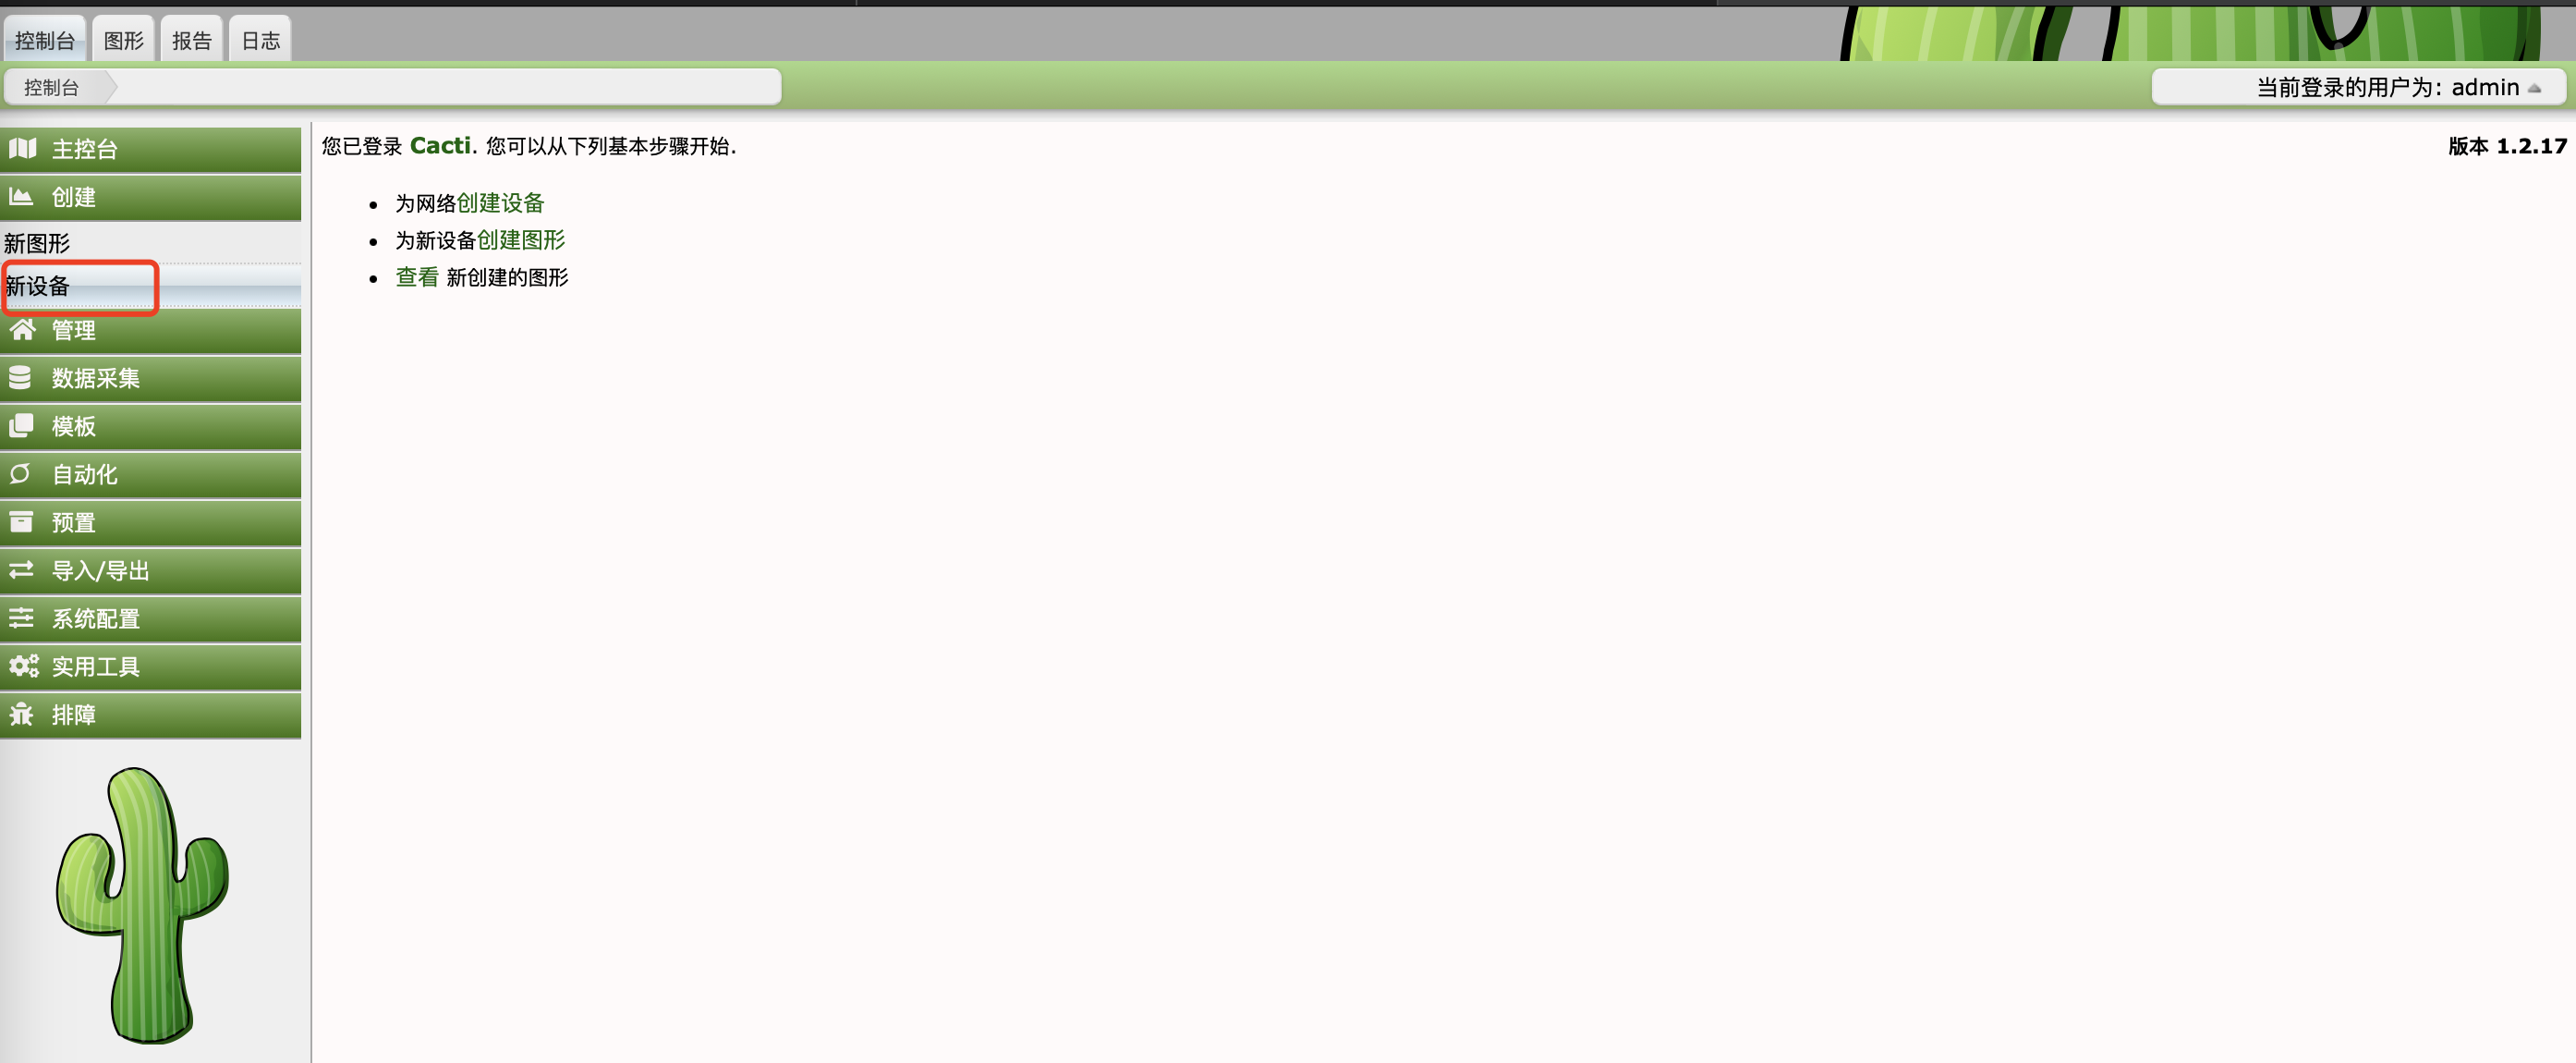 控制台 图形 报告 日志
控制台
当前登录的用户为: admin
主控台
创建
新图形
新设备
管理
数据采集
模板
自动化
预置
导入/导出
系统配置
实用工具
排障
您已登录 Cacti. 您可以从下列基本步骤开始.
版本 1.2.17
为网络创建设备
为新设备创建图形
查看 新创建的图形